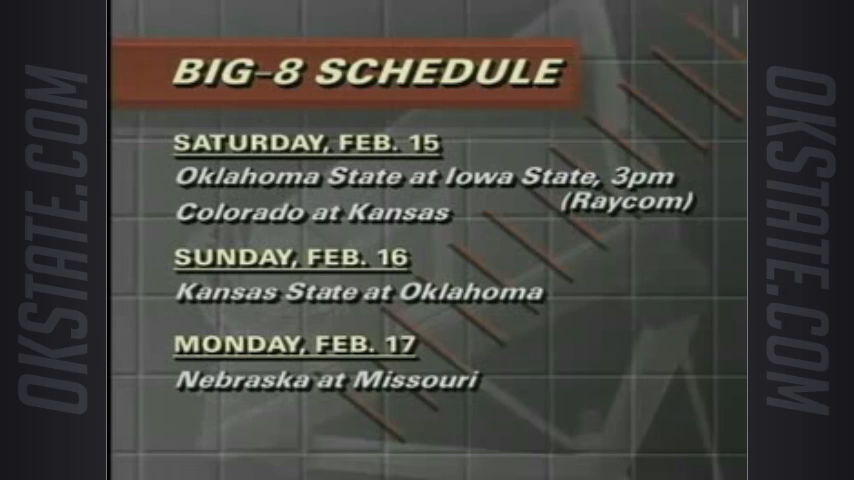 OKSTATE.COM
BIG-8 SCHEDULE
SATURDAY, FEB. 15
Oklahoma State at Iowa State, 3pm
(Raycom)
Colorado at Kansas
SUNDAY, FEB. 16
Kansas State at Oklahoma
MONDAY, FEB. 17
Nebraska at Missouri
OKSTATE.COM